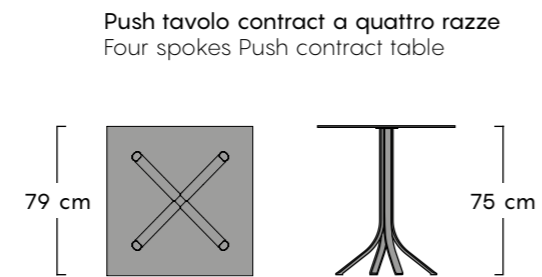 Push tavolo contract a quattro razze
Four spokes Push contract table
79 cm
75 cm